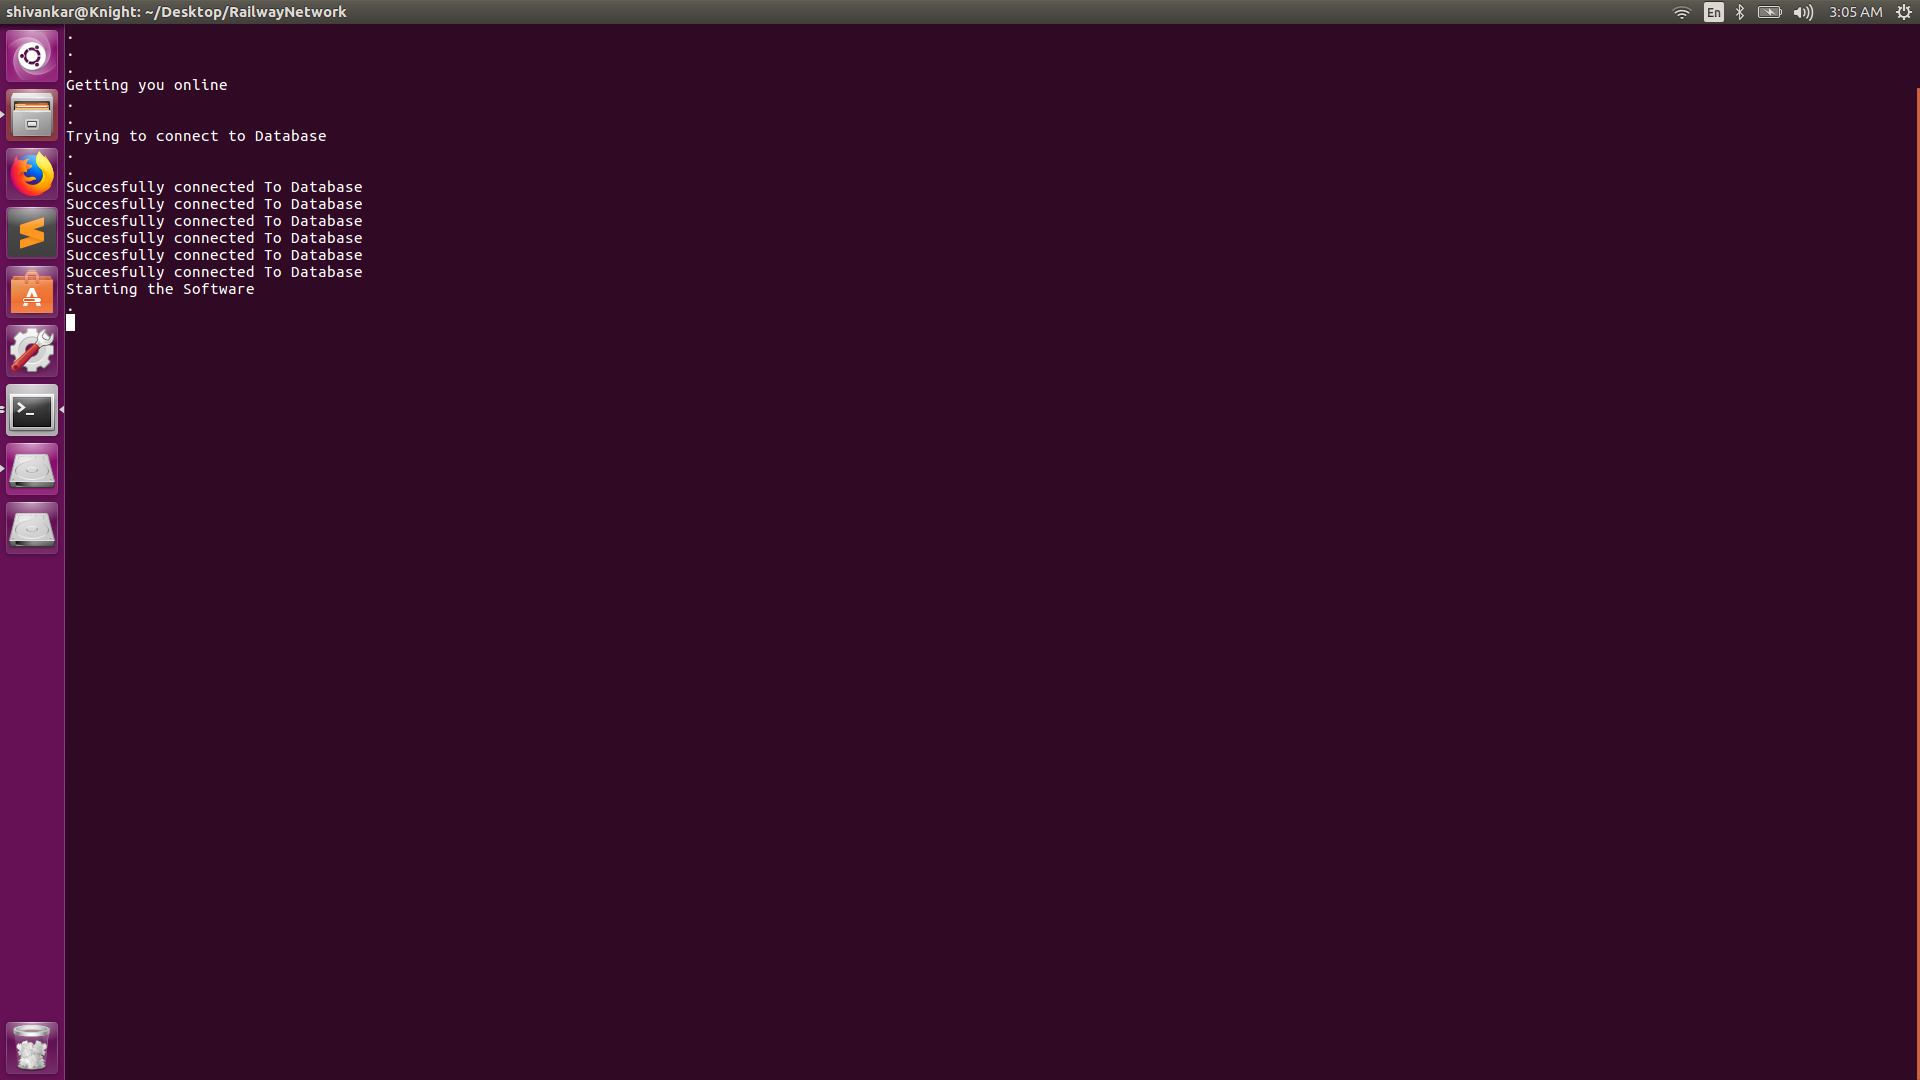 shivankar@Knight: ~/Desktop/RailwayNetwork
En
3:05 AM
.
.
.
Getting you online
.
.
Trying to connect to Database
.
.
Succesfully connected To Database
Succesfully connected To Database
Succesfully connected To Database
Succesfully connected To Database
Succesfully connected To Database
Succesfully connected To Database
Starting the Software
.